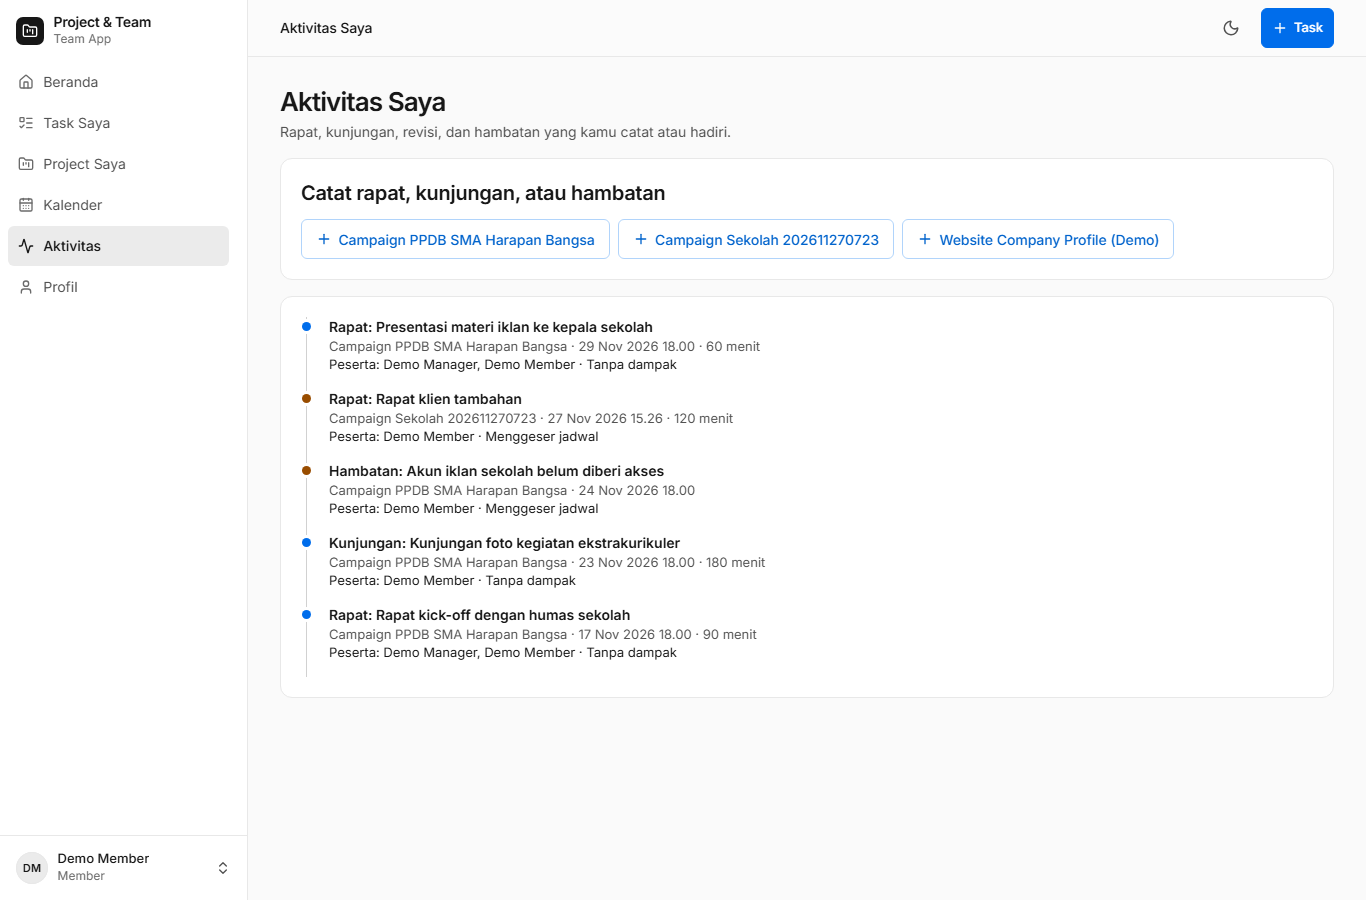 Project & Team
Team App
Beranda
Task Saya
Project Saya
Kalender
Aktivitas
Profil
Demo Member
Member
DM
Aktivitas Saya
Task
Aktivitas Saya
Rapat, kunjungan, revisi, dan hambatan yang kamu catat atau hadiri.
Catat rapat, kunjungan, atau hambatan
Campaign PPDB SMA Harapan Bangsa
Campaign Sekolah 202611270723
Website Company Profile (Demo)
Rapat: Presentasi materi iklan ke kepala sekolah
Campaign PPDB SMA Harapan Bangsa · 29 Nov 2026 18.00 · 60 menit
Peserta: Demo Manager, Demo Member · Tanpa dampak
Rapat: Rapat klien tambahan
Campaign Sekolah 202611270723 · 27 Nov 2026 15.26 · 120 menit
Peserta: Demo Member · Menggeser jadwal
Hambatan: Akun iklan sekolah belum diberi akses
Campaign PPDB SMA Harapan Bangsa · 24 Nov 2026 18.00
Peserta: Demo Member · Menggeser jadwal
Kunjungan: Kunjungan foto kegiatan ekstrakurikuler
Campaign PPDB SMA Harapan Bangsa · 23 Nov 2026 18.00 · 180 menit
Peserta: Demo Member · Tanpa dampak
Rapat: Rapat kick-off dengan humas sekolah
Campaign PPDB SMA Harapan Bangsa · 17 Nov 2026 18.00 · 90 menit
Peserta: Demo Manager, Demo Member · Tanpa dampak